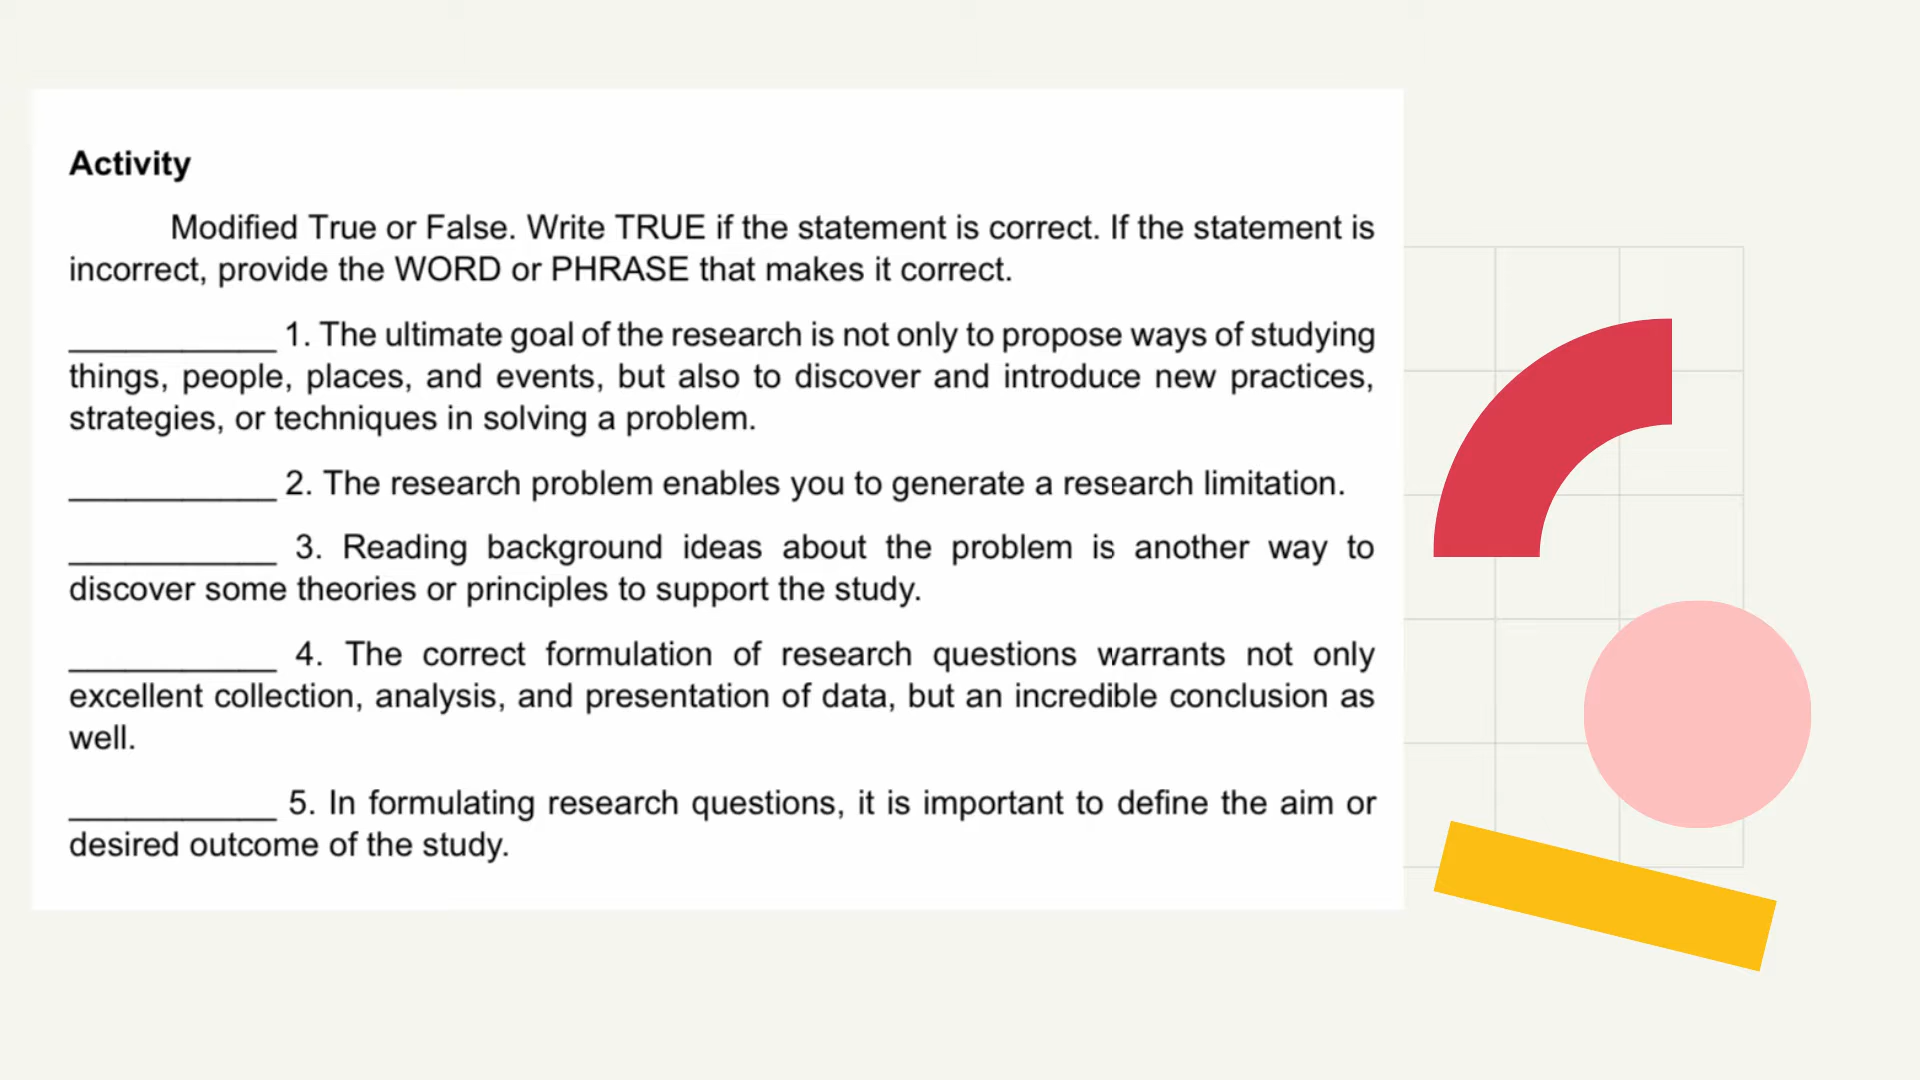 Activity
Modified True or False. Write TRUE if the statement is correct. If the statement is
incorrect, provide the WORD or PHRASE that makes it correct.
___________ 1. The ultimate goal of the research is not only to propose ways of studying
things, people, places, and events, but also to discover and introduce new practices,
strategies, or techniques in solving a problem.
___________ 2. The research problem enables you to generate a research limitation.
___________ 3. Reading background ideas about the problem is another way to
discover some theories or principles to support the study.
___________ 4. The correct formulation of research questions warrants not only
excellent collection, analysis, and presentation of data, but an incredible conclusion as
well.
___________ 5. In formulating research questions, it is important to define the aim or
desired outcome of the study.